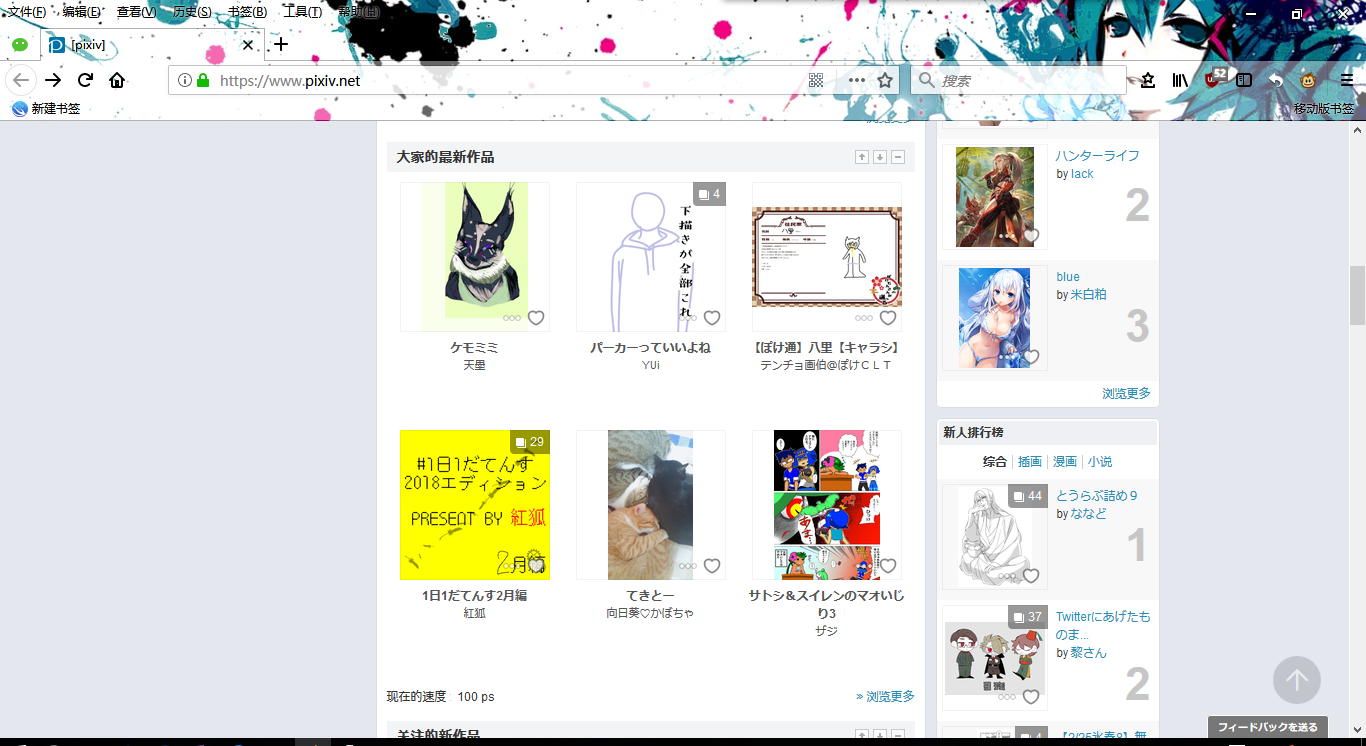 文件(F) 编辑(E) 查看(V) 历史(S) 书签(B) 工具(T) 帮助(H)
[pixiv]
https://www.pixiv.net
搜索
52
新建书签
移动版书签
浏览更多
大家的最新作品
4
下描きが全部これ
ケモミミ
天墨
パーカーっていいよね
YUi
【ぽけ通】八里【キャラシ】
テンチョ画伯@ぽけＣＬＴ
29
#1日1だてんす
2018エディション
PRESENT BY 紅狐
2月編
1日1だてんす2月編
紅狐
てきとー
向日葵♡かぼちゃ
サトシ&スイレンのマオいじ
り3
ザジ
现在的速度 : 100 ps
» 浏览更多
关注的新作品
ハンターライフ
by lack
2
blue
by 米白粕
3
浏览更多
新人排行榜
综合 插画 漫画 小说
44
とうらぶ詰め９
by ななど
1
37
Twitterにあげたも
のま...
by 黎さん
2
4
フィードバックを送る